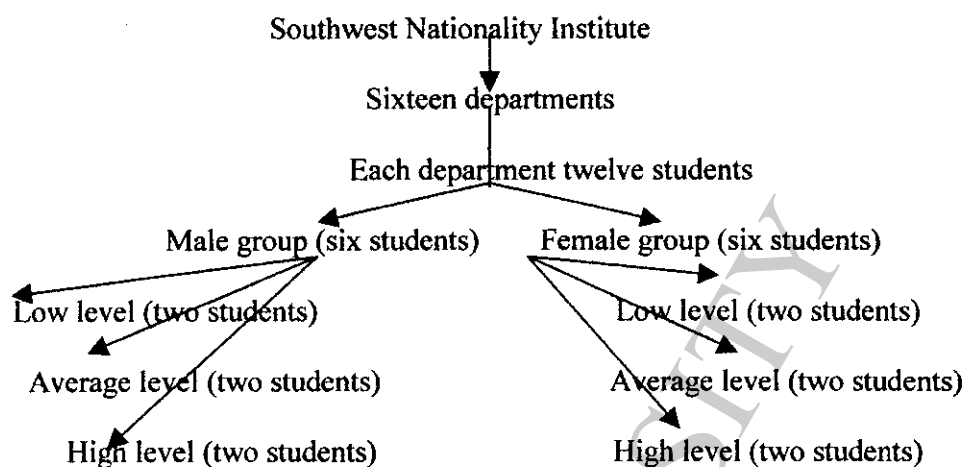 Southwest Nationality Institute
Sixteen departments
Each department twelve students
Male group (six students) Female group (six students)
Low level (two students) Low level (two students)
Average level (two students) Average level (two students)
High level (two students) High level (two students)
SITY